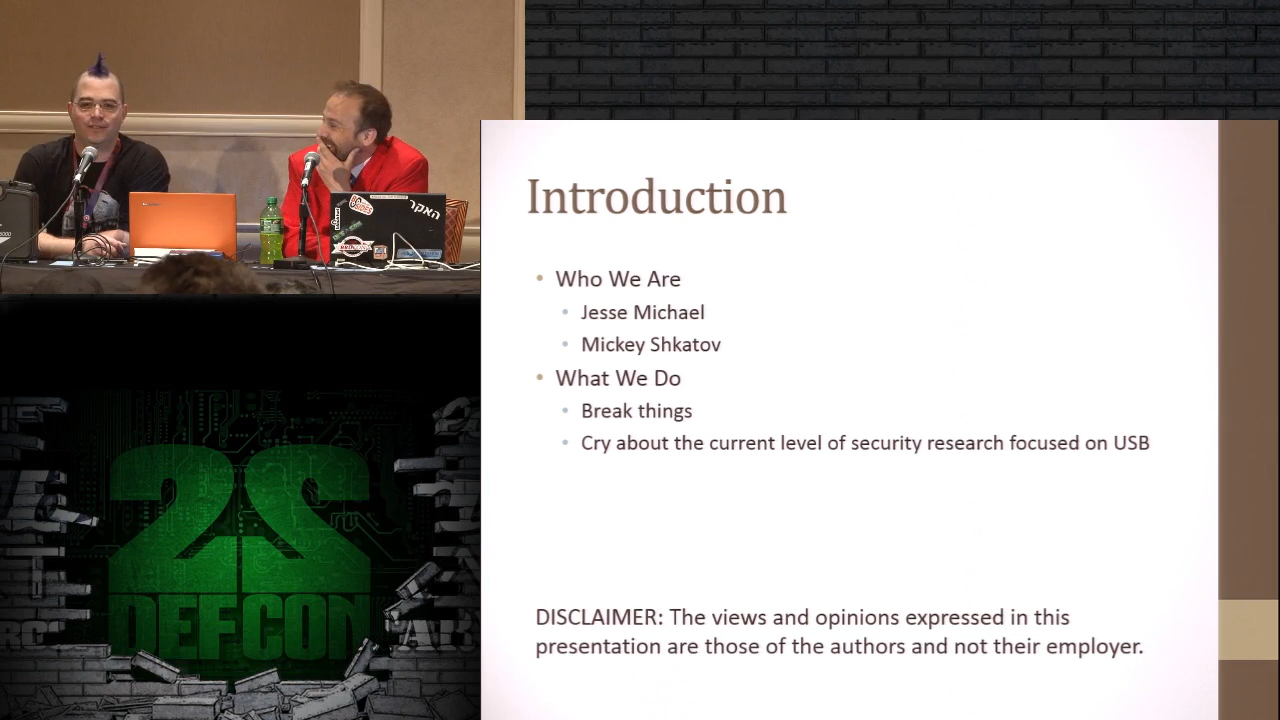 Introduction
Who We Are
Jesse Michael
Mickey Shkatov
What We Do
Break things
Cry about the current level of security research focused on USB
DISCLAIMER: The views and opinions expressed in this
presentation are those of the authors and not their employer.
האקר
22
DEFCON